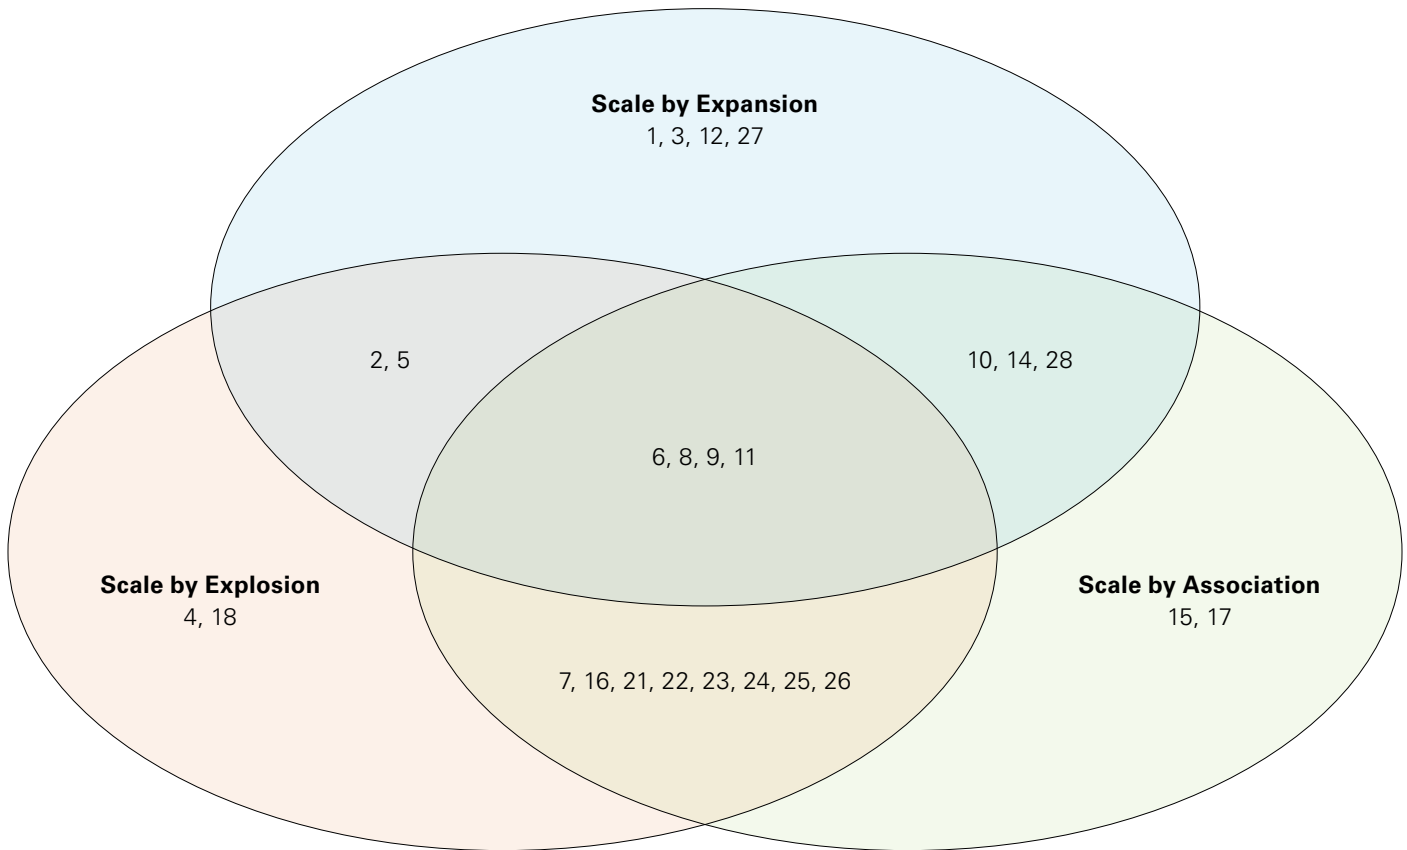 Scale by Expansion
1, 3, 12, 27
2, 5
10, 14, 28
6, 8, 9, 11
Scale by Explosion
4, 18
Scale by Association
15, 17
7, 16, 21, 22, 23, 24, 25, 26